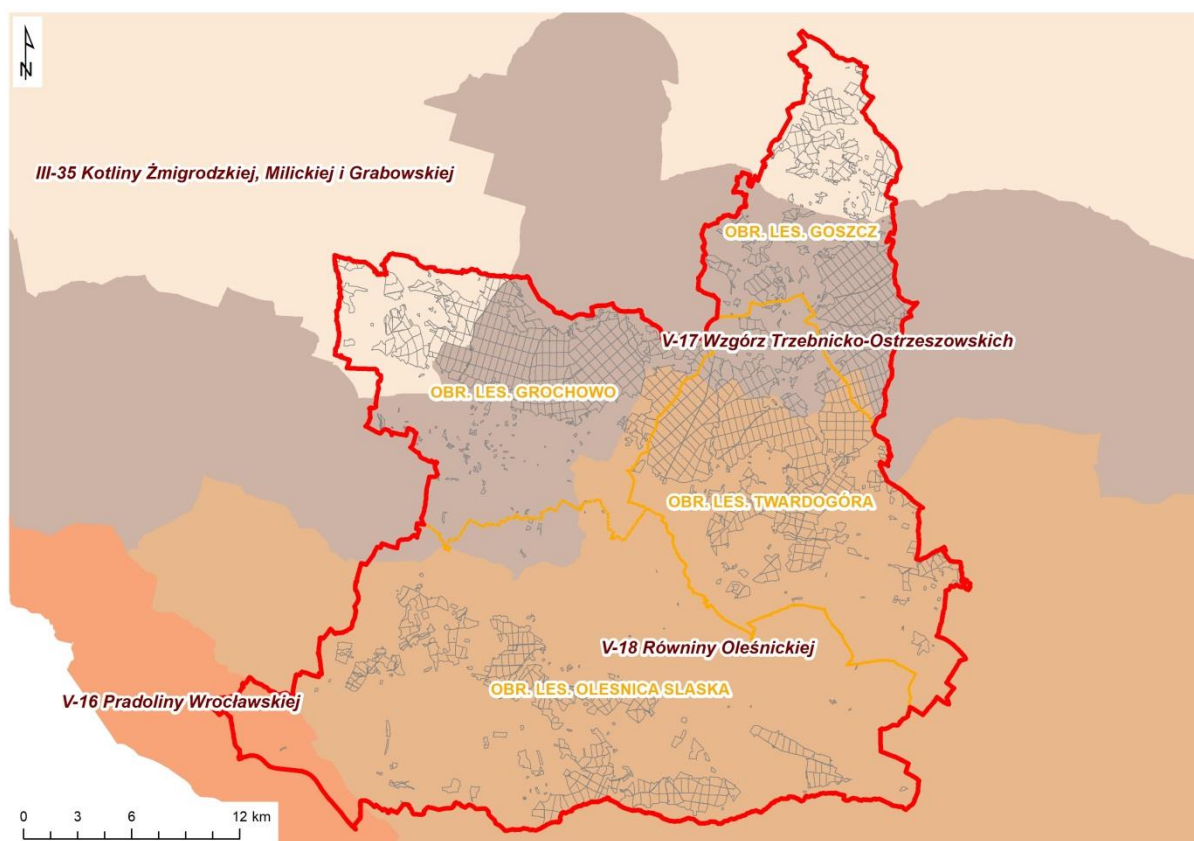 N
III-35 Kotliny Żmigrodzkiej, Milickiej i Grabowskiej
OBR. LES. GOSZCZ
V-17 Wzgórz Trzebnicko-Ostrzeszowskich
OBR. LES. GROCHOWO
OBR. LES. TWARDOGÓRA
V-18 Równiny Oleśnickiej
OBR. LES. OLESNICA SLASKA
V-16 Pradoliny Wrocławskiej
0 3 6 12 km